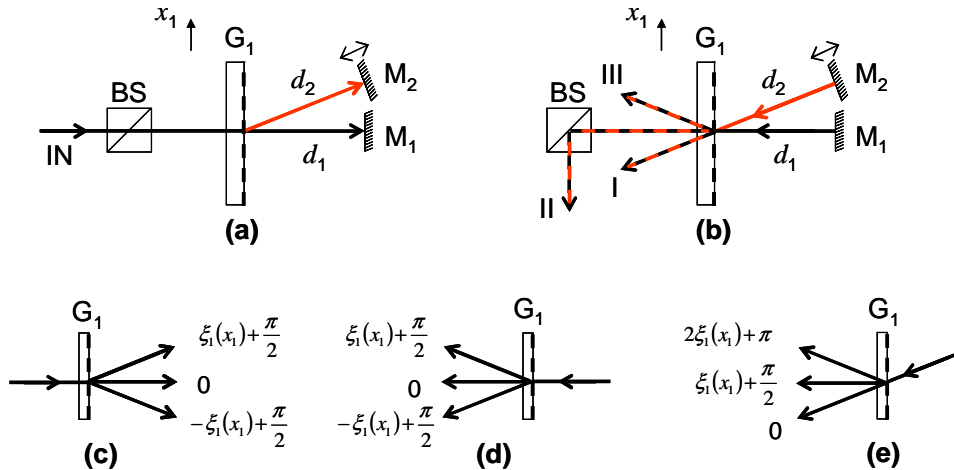 x₁
G₁
d₂
M₂
BS
IN
d₁
M₁
(a)
x₁
G₁
d₂
M₂
III
BS
d₁
M₁
I
II
(b)
G₁
ξ₁(x₁)+π/2
0
−ξ₁(x₁)+π/2
(c)
G₁
ξ₁(x₁)+π/2
0
−ξ₁(x₁)+π/2
(d)
G₁
2ξ₁(x₁)+π
ξ₁(x₁)+π/2
0
(e)